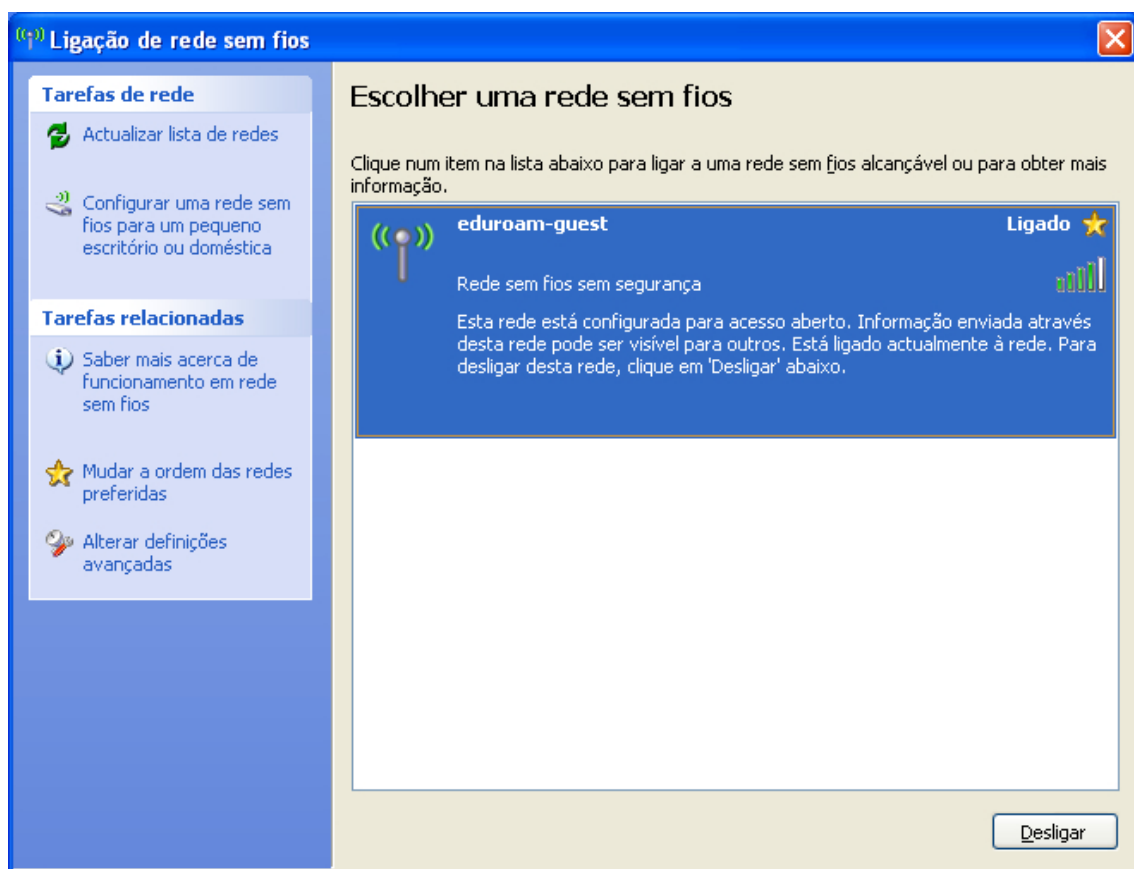 Ligação de rede sem fios
Tarefas de rede
Actualizar lista de redes
Configurar uma rede sem
fios para um pequeno
escritório ou doméstica
Tarefas relacionadas
Saber mais acerca de
funcionamento em rede
sem fios
Mudar a ordem das redes
preferidas
Alterar definições
avançadas
Escolher uma rede sem fios
Clique num item na lista abaixo para ligar a uma rede sem fios alcançável ou para obter mais
informação.
eduroam-guest
Ligado
Rede sem fios sem segurança
Esta rede está configurada para acesso aberto. Informação enviada através
desta rede pode ser visível para outros. Está ligado actualmente à rede. Para
desligar desta rede, clique em 'Desligar' abaixo.
Desligar